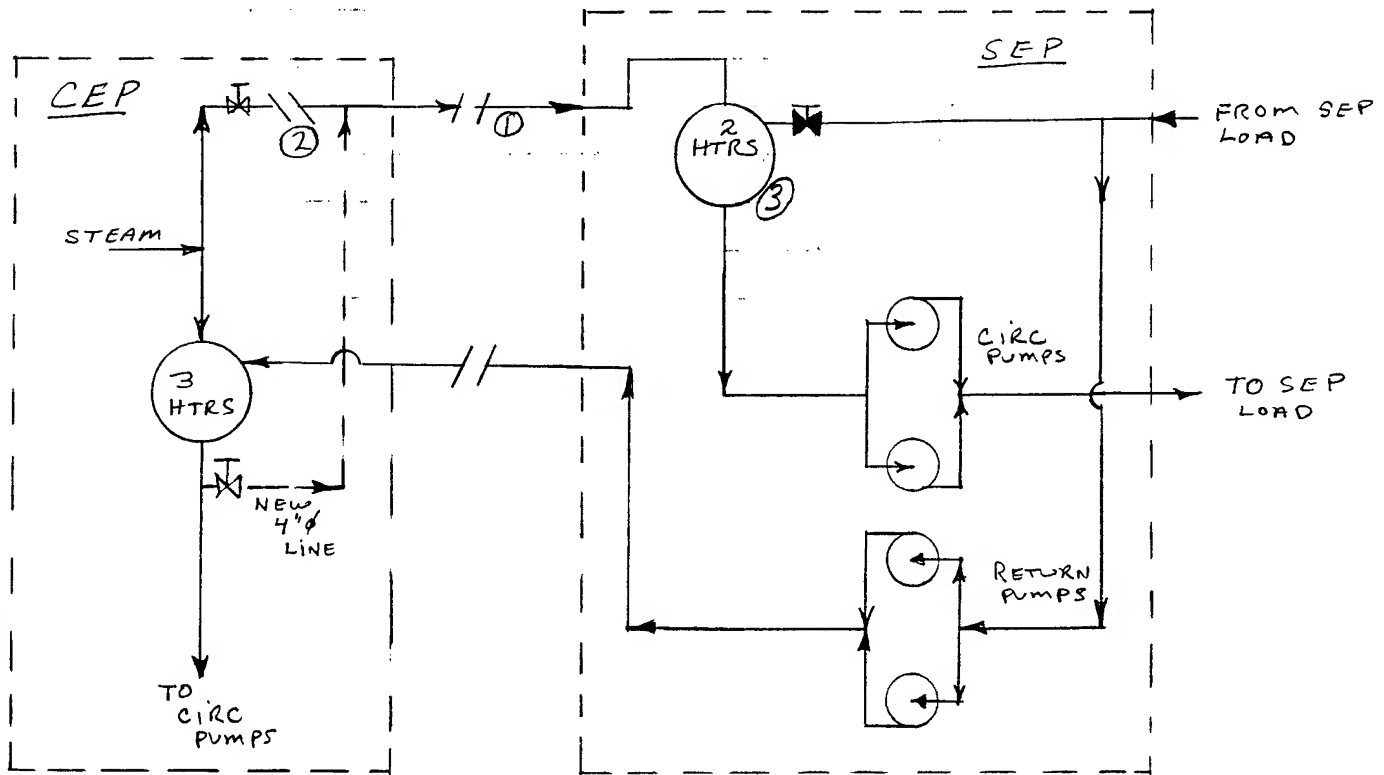 CEP
SEP
①
②
FROM SEP
LOAD
2
HTRS
③
STEAM
CIRC
PUMPS
TO SEP
LOAD
3
HTRS
NEW
4"φ
LINE
RETURN
PUMPS
TO
CIRC
PUMPS